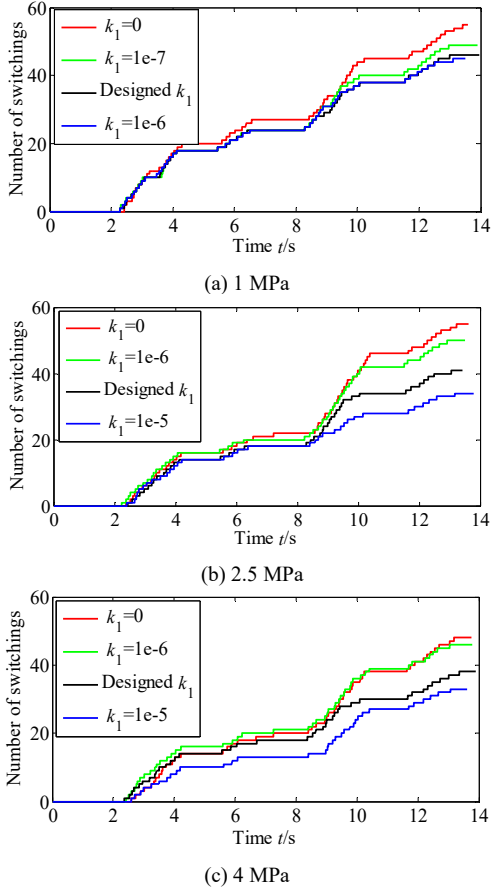 60
40
20
0
Number of switchings
k₁=0
k₁=1e-7
Designed k₁
k₁=1e-6
0 2 4 6 8 10 12 14
Time t/s
(a) 1 MPa
60
40
20
0
Number of switchings
k₁=0
k₁=1e-6
Designed k₁
k₁=1e-5
0 2 4 6 8 10 12 14
Time t/s
(b) 2.5 MPa
60
40
20
0
Number of switchings
k₁=0
k₁=1e-6
Designed k₁
k₁=1e-5
0 2 4 6 8 10 12 14
Time t/s
(c) 4 MPa